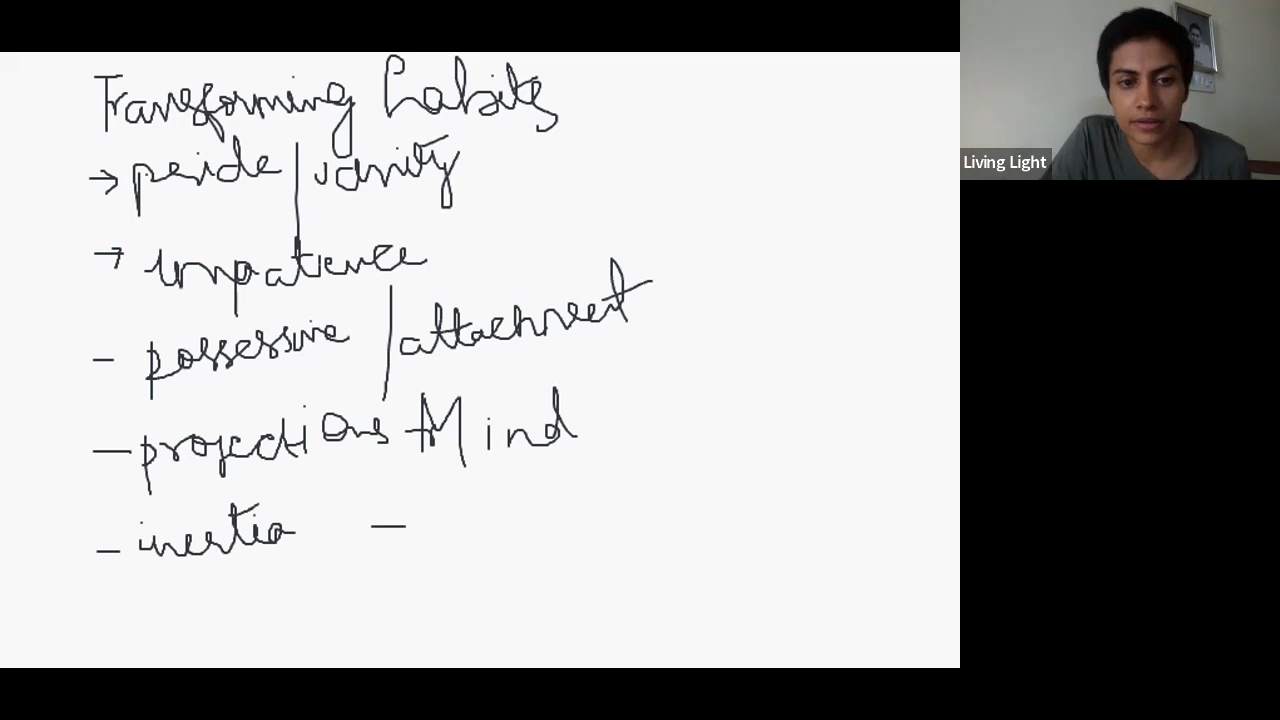 Transforming habits
→ pride / vanity
→ impatience
- possessive / attachment
- projections Mind
- inertia -
Living Light